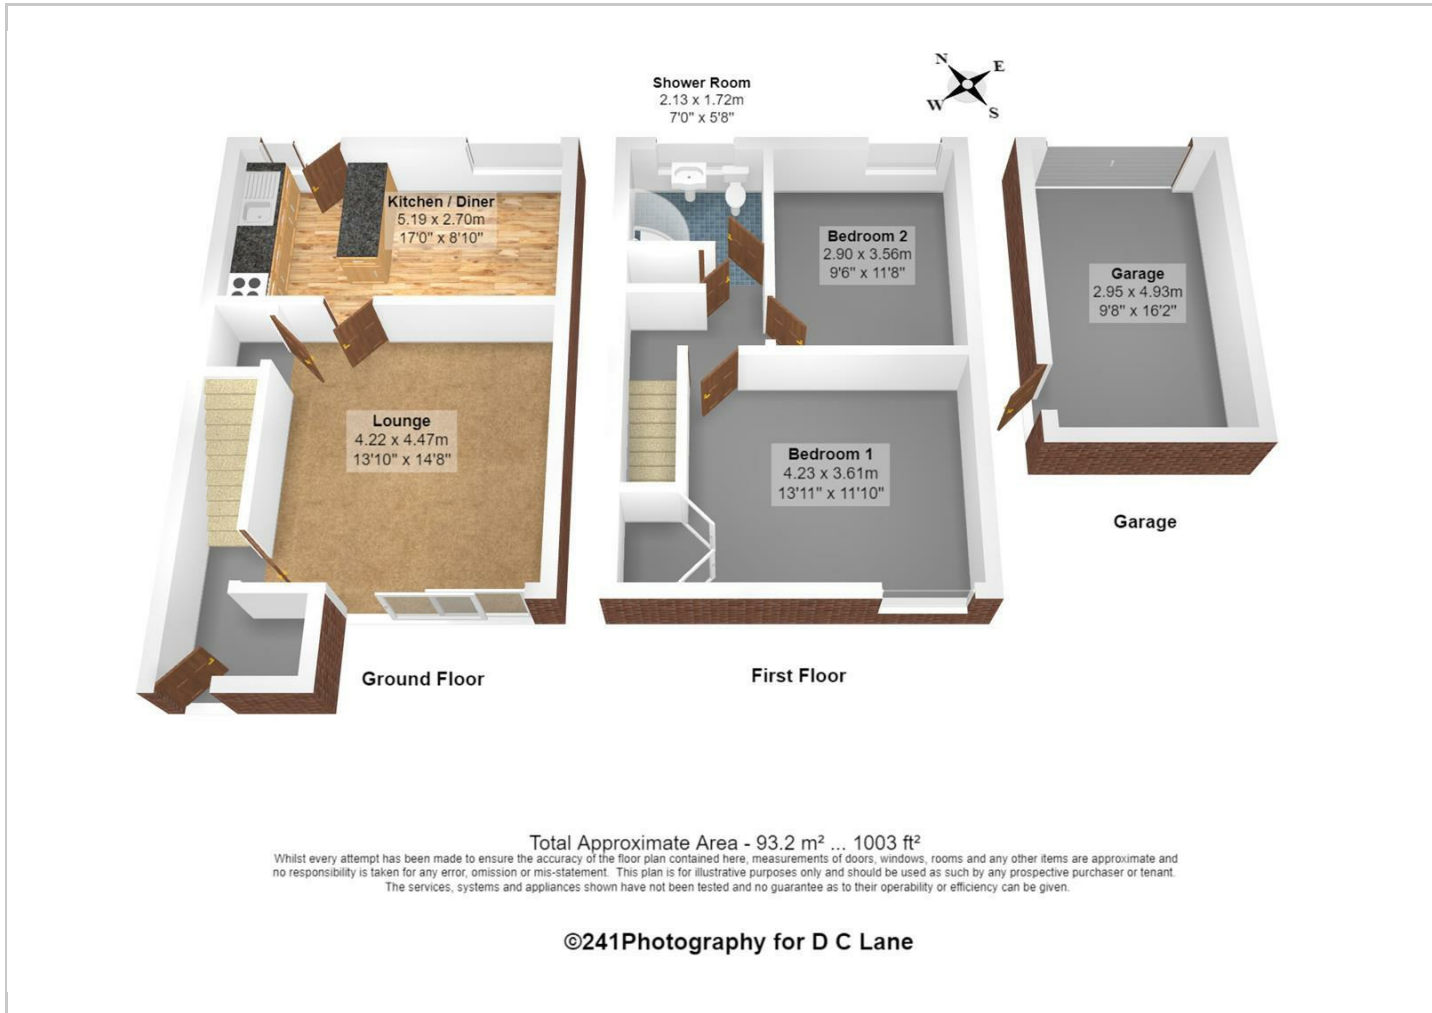 N
E
W
S
Shower Room
2.13 x 1.72m
7'0" x 5'8"
Kitchen / Diner
5.19 x 2.70m
17'0" x 8'10"
Bedroom 2
2.90 x 3.56m
9'6" x 11'8"
Garage
2.95 x 4.93m
9'8" x 16'2"
Lounge
4.22 x 4.47m
13'10" x 14'8"
Bedroom 1
4.23 x 3.61m
13'11" x 11'10"
Garage
Ground Floor
First Floor
Total Approximate Area - 93.2 m² ... 1003 ft²
Whilst every attempt has been made to ensure the accuracy of the floor plan contained here, measurements of doors, windows, rooms and any other items are approximate and
no responsibility is taken for any error, omission or mis-statement. This plan is for illustrative purposes only and should be used as such by any prospective purchaser or tenant.
The services, systems and appliances shown have not been tested and no guarantee as to their operability or efficiency can be given.
©241Photography for D C Lane